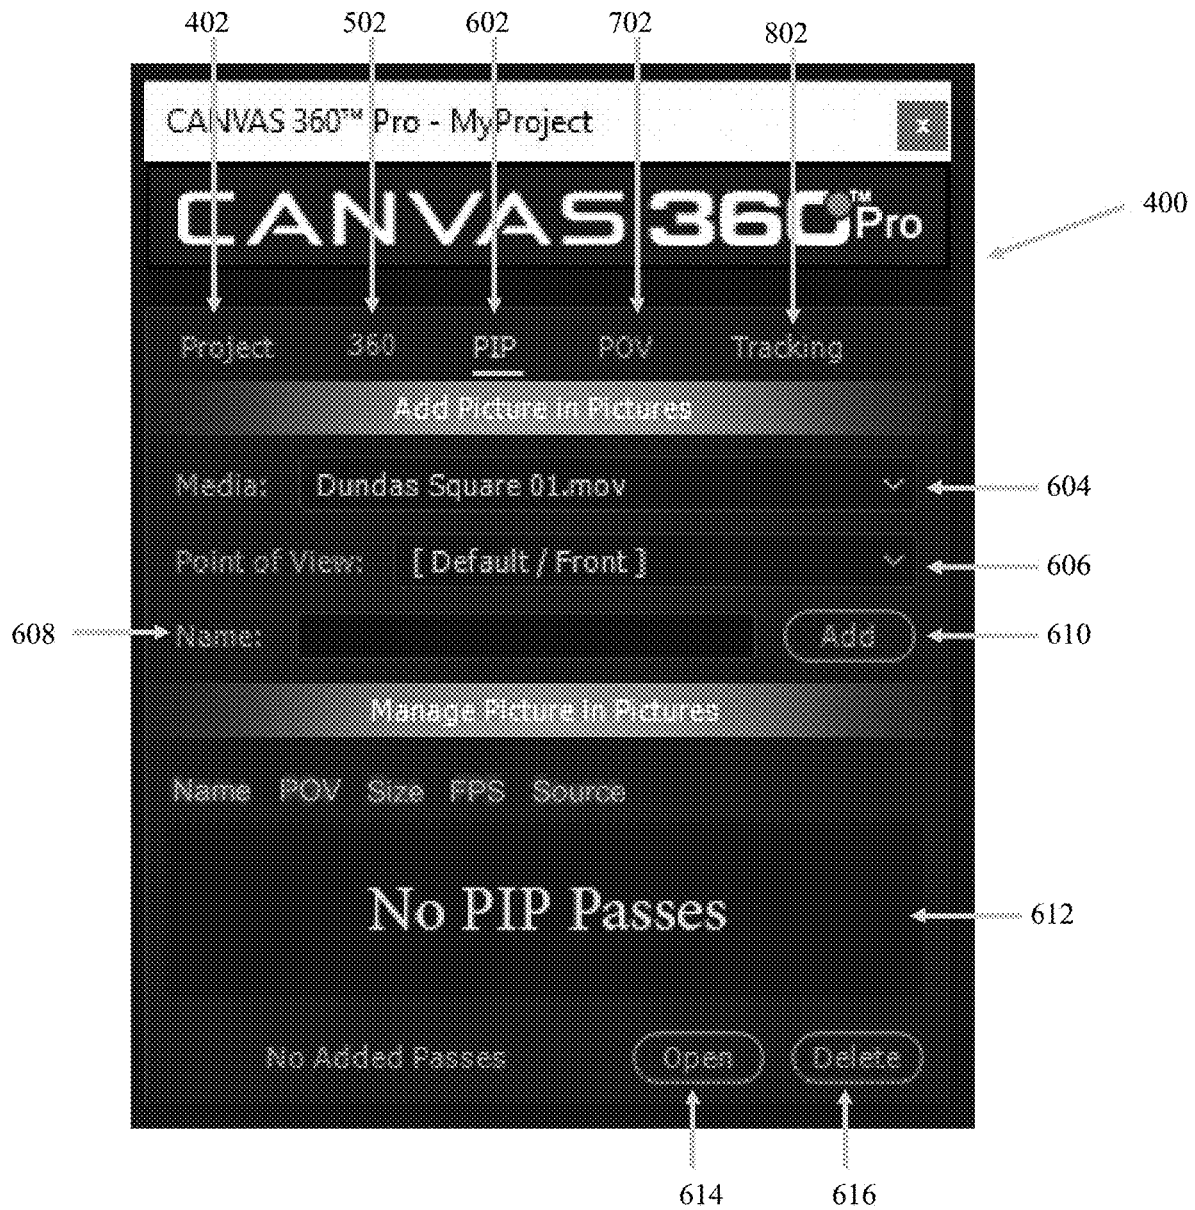 402 502 602 702 802
CANVAS 360™ Pro - MyProject x
CANVAS 360™ Pro
400
Project 360 PIP POV Tracking
Add Picture in Pictures
Media: Dundas Square 01.mov 604
Point of View: [ Default / Front ] 606
608 Name: Add 610
Manage Picture in Pictures
Name POV Size FPS Source
No PIP Passes 612
No Added Passes Open Delete
614 616